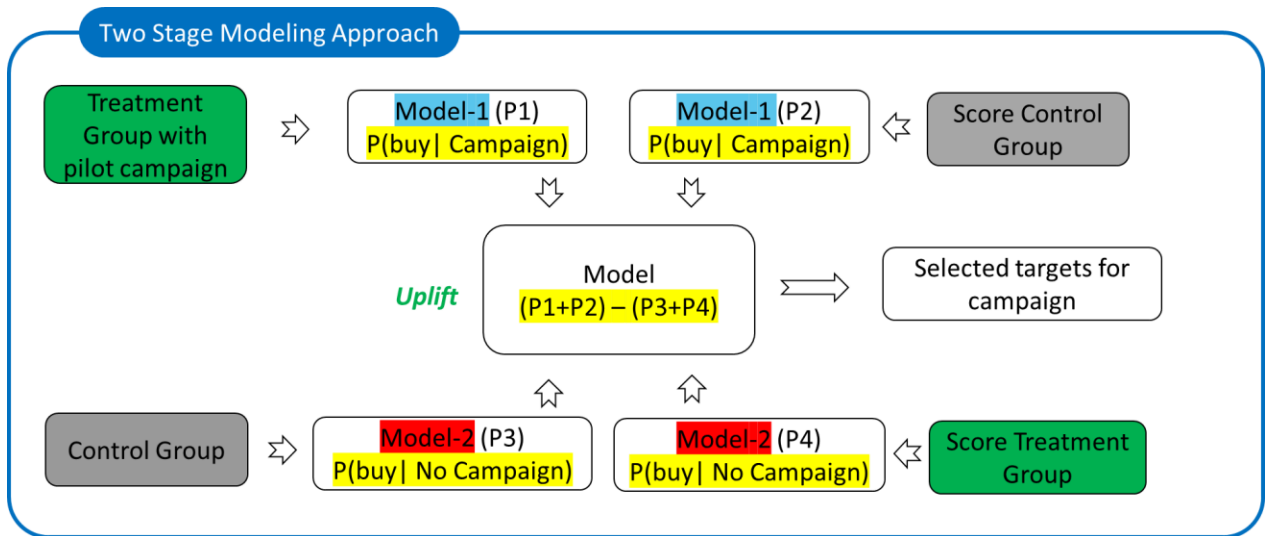 Two Stage Modeling Approach
Treatment
Group with
pilot campaign
Model-1 (P1)
P(buy| Campaign)
Model-1 (P2)
P(buy| Campaign)
Score Control
Group
Uplift
Model
(P1+P2) – (P3+P4)
Selected targets for
campaign
Control Group
Model-2 (P3)
P(buy| No Campaign)
Model-2 (P4)
P(buy| No Campaign)
Score Treatment
Group